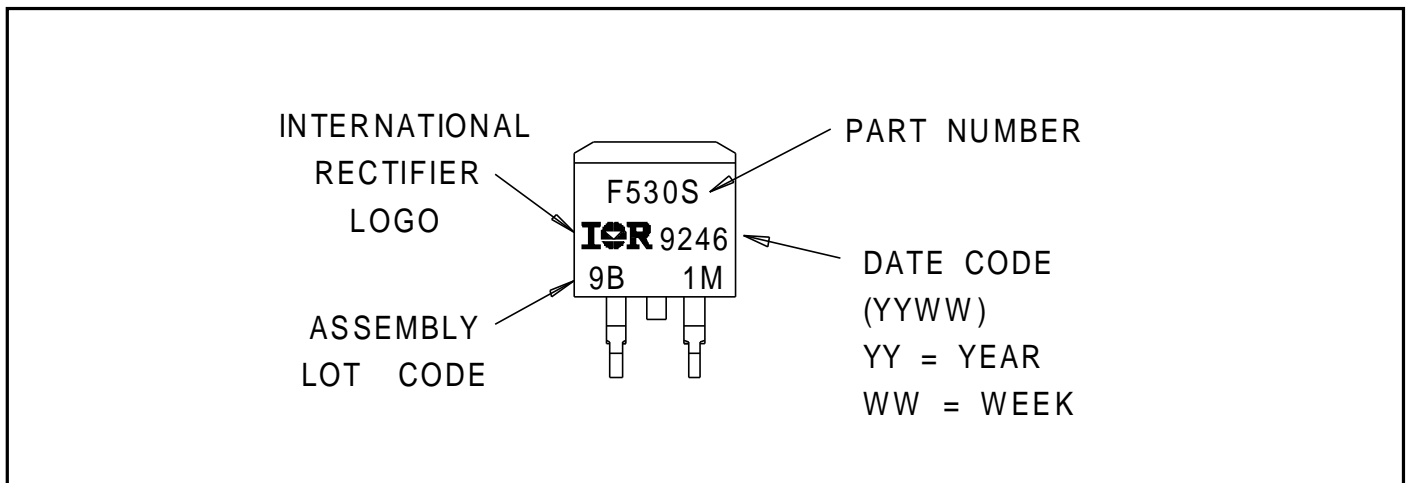 INTERNATIONAL
RECTIFIER
LOGO
ASSEMBLY
LOT CODE
F530S
IOR 9246
9B 1M
PART NUMBER
DATE CODE
(YYWW)
YY = YEAR
WW = WEEK